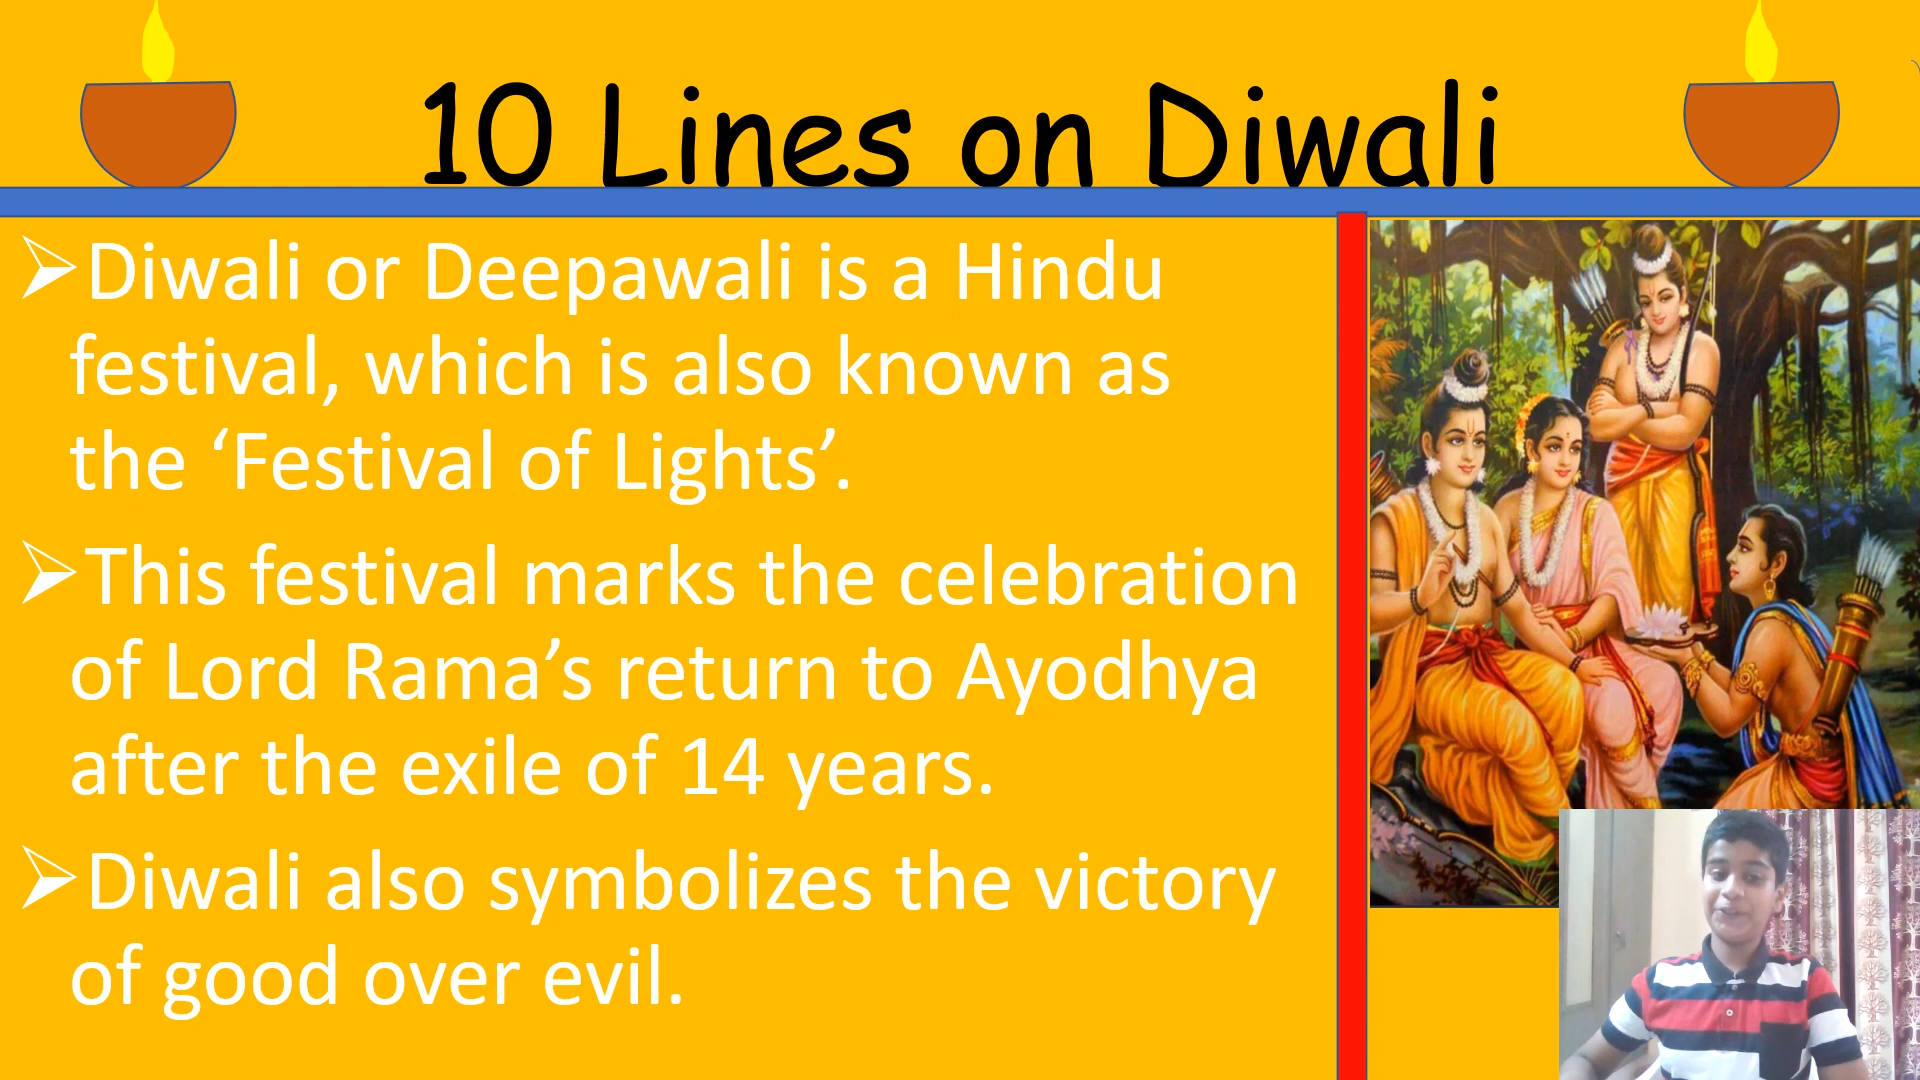 10 Lines on Diwali
➢Diwali or Deepawali is a Hindu
festival, which is also known as
the ‘Festival of Lights’.
➢This festival marks the celebration
of Lord Rama’s return to Ayodhya
after the exile of 14 years.
➢Diwali also symbolizes the victory
of good over evil.